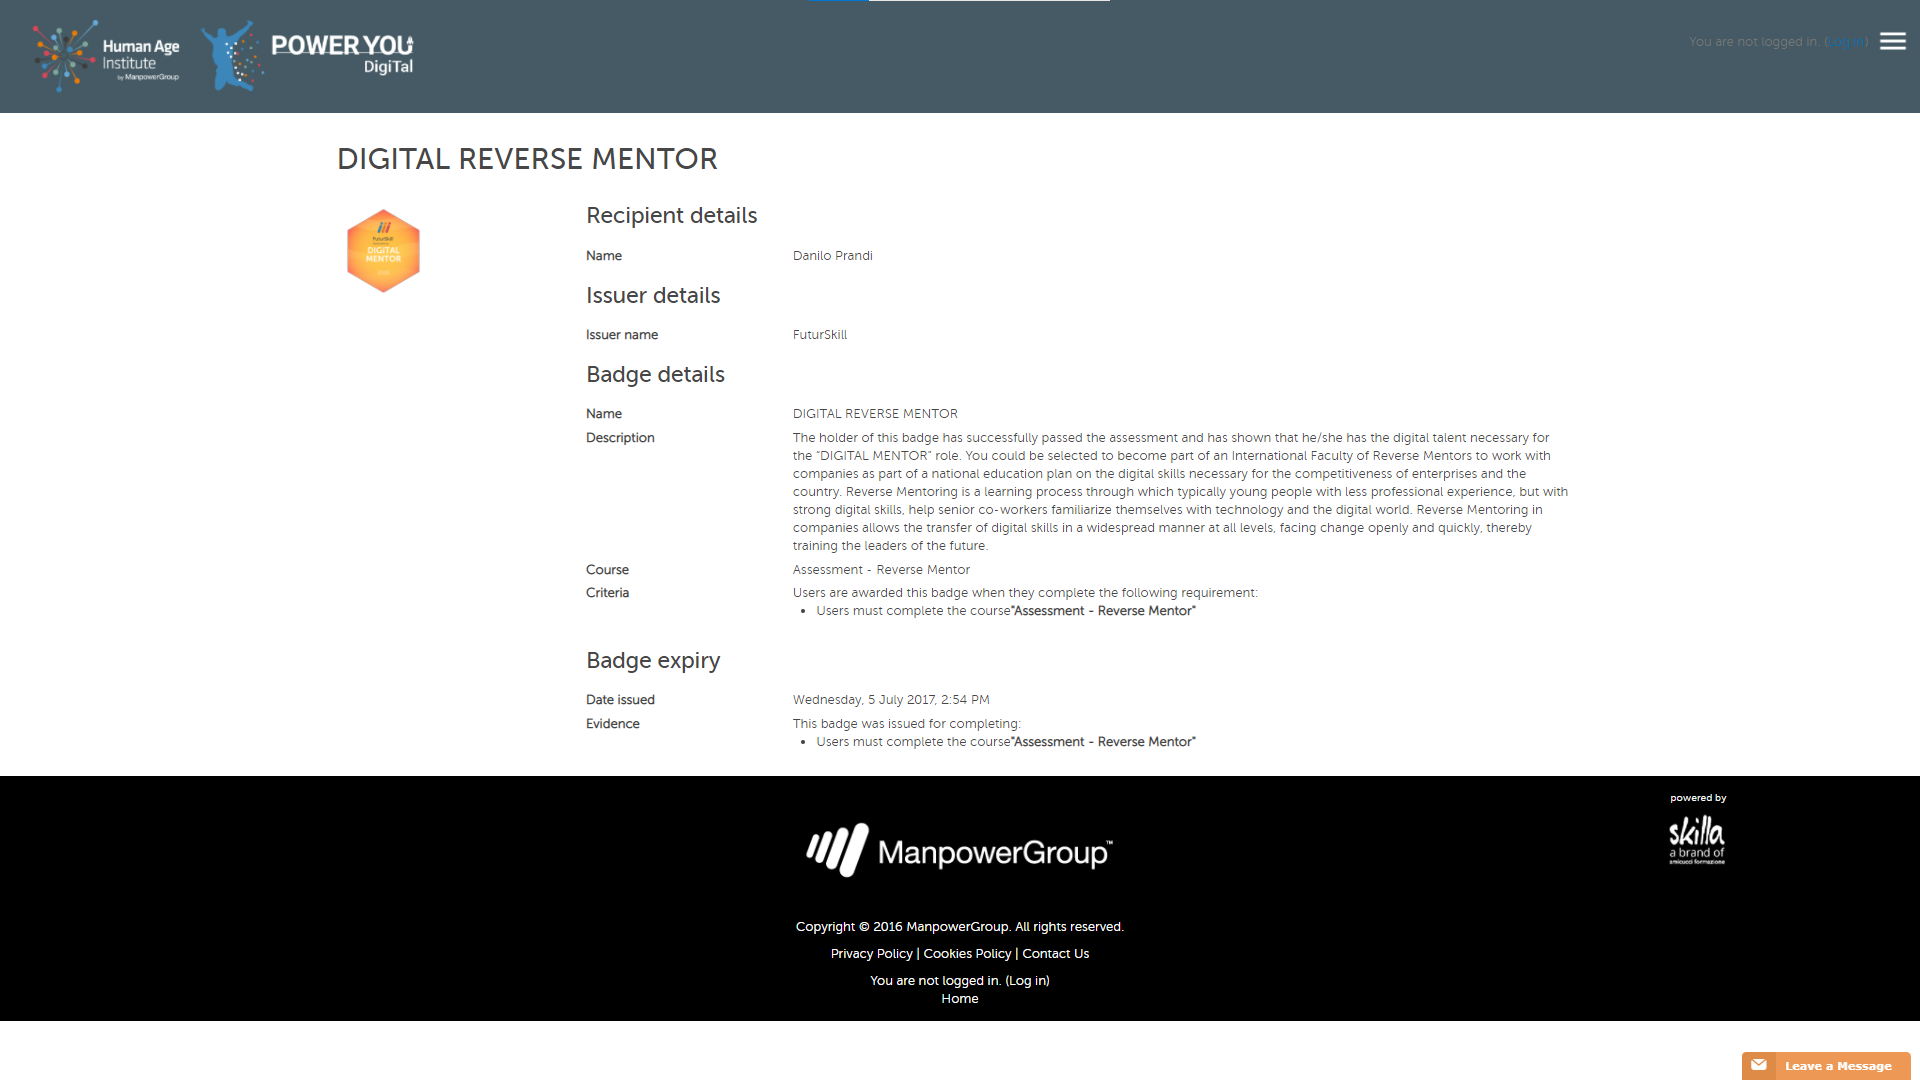 Human Age
Institute
by ManpowerGroup
POWER YOU
DigiTal
You are not logged in. (Log in)
DIGITAL REVERSE MENTOR
FuturSkill
DIGITAL
MENTOR
Recipient details
Name Danilo Prandi
Issuer details
Issuer name FuturSkill
Badge details
Name DIGITAL REVERSE MENTOR
Description The holder of this badge has successfully passed the assessment and has shown that he/she has the digital talent necessary for
the "DIGITAL MENTOR" role. You could be selected to become part of an International Faculty of Reverse Mentors to work with
companies as part of a national education plan on the digital skills necessary for the competitiveness of enterprises and the
country. Reverse Mentoring is a learning process through which typically young people with less professional experience, but with
strong digital skills, help senior co-workers familiarize themselves with technology and the digital world. Reverse Mentoring in
companies allows the transfer of digital skills in a widespread manner at all levels, facing change openly and quickly, thereby
training the leaders of the future.
Course Assessment - Reverse Mentor
Criteria Users are awarded this badge when they complete the following requirement:
• Users must complete the course"Assessment - Reverse Mentor"
Badge expiry
Date issued Wednesday, 5 July 2017, 2:54 PM
Evidence This badge was issued for completing:
• Users must complete the course"Assessment - Reverse Mentor"
powered by
skilla
a brand of
amicucci formazione
ManpowerGroup™
Copyright © 2016 ManpowerGroup. All rights reserved.
Privacy Policy | Cookies Policy | Contact Us
You are not logged in. (Log in)
Home
Leave a Message